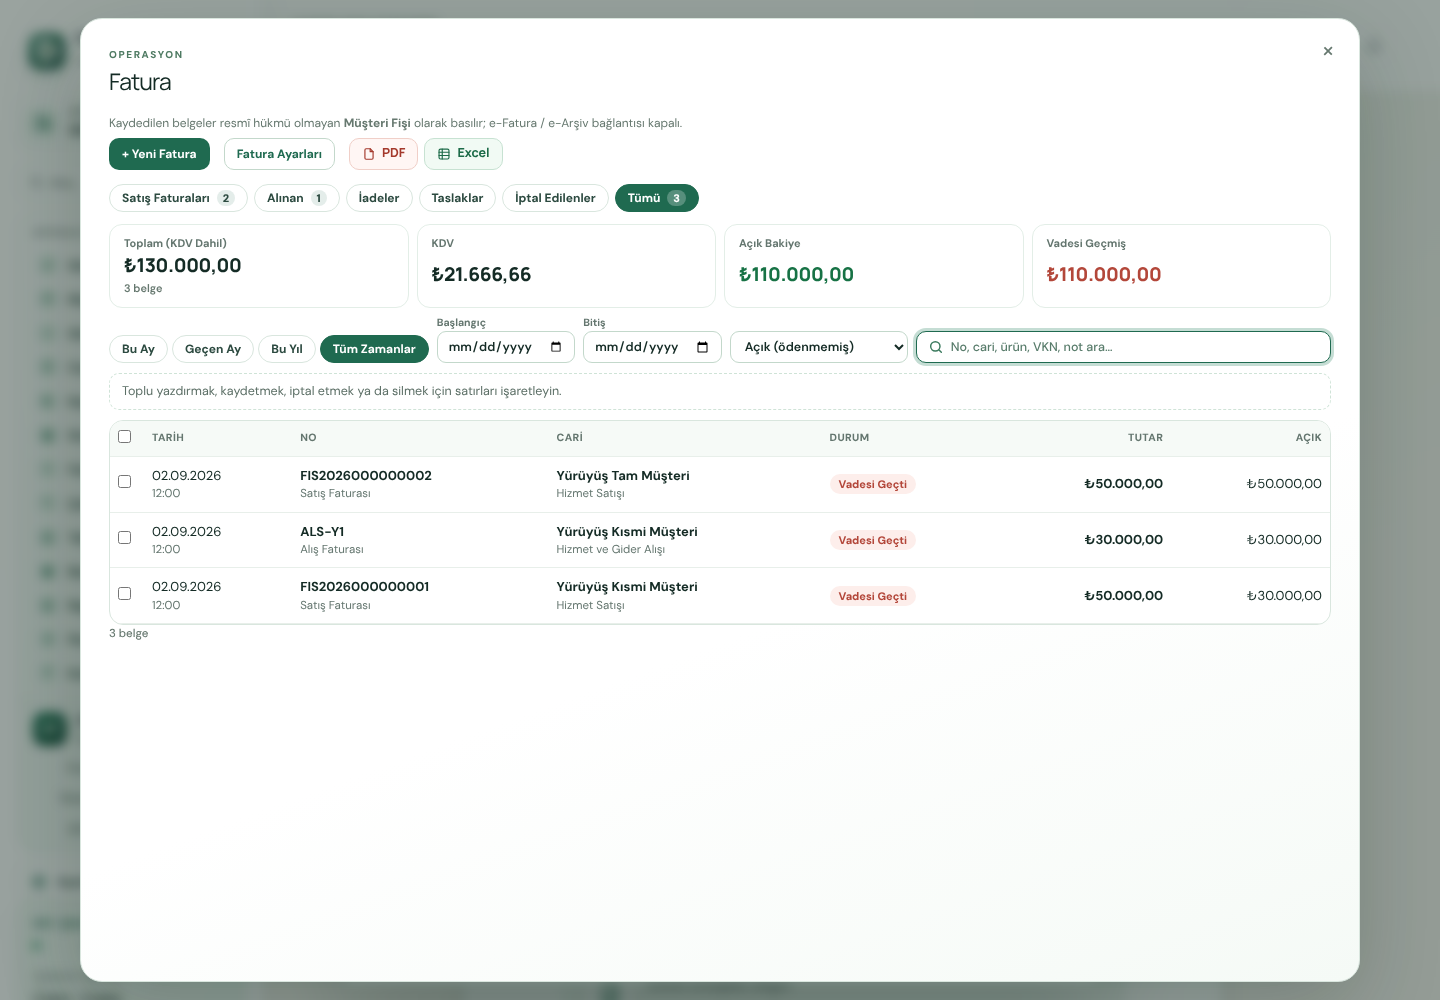 OPERASYON
Fatura
Kaydedilen belgeler resmî hükmü olmayan Müşteri Fişi olarak basılır; e-Fatura / e-Arşiv bağlantısı kapalı.
+ Yeni Fatura Fatura Ayarları PDF Excel
Satış Faturaları 2 Alınan 1 İadeler Taslaklar İptal Edilenler Tümü 3
Toplam (KDV Dahil) KDV Açık Bakiye Vadesi Geçmiş
₺130.000,00 ₺21.666,66 ₺110.000,00 ₺110.000,00
3 belge
Başlangıç Bitiş
Bu Ay Geçen Ay Bu Yıl Tüm Zamanlar mm/dd/yyyy mm/dd/yyyy Açık (ödenmemiş) No, cari, ürün, VKN, not ara...
Toplu yazdırmak, kaydetmek, iptal etmek ya da silmek için satırları işaretleyin.
TARİH NO CARİ DURUM TUTAR AÇIK
02.09.2026 FIS2026000000002 Yürüyüş Tam Müşteri Vadesi Geçti ₺50.000,00 ₺50.000,00
12:00 Satış Faturası Hizmet Satışı
02.09.2026 ALS-Y1 Yürüyüş Kısmi Müşteri Vadesi Geçti ₺30.000,00 ₺30.000,00
12:00 Alış Faturası Hizmet ve Gider Alışı
02.09.2026 FIS2026000000001 Yürüyüş Kısmi Müşteri Vadesi Geçti ₺50.000,00 ₺30.000,00
12:00 Satış Faturası Hizmet Satışı
3 belge